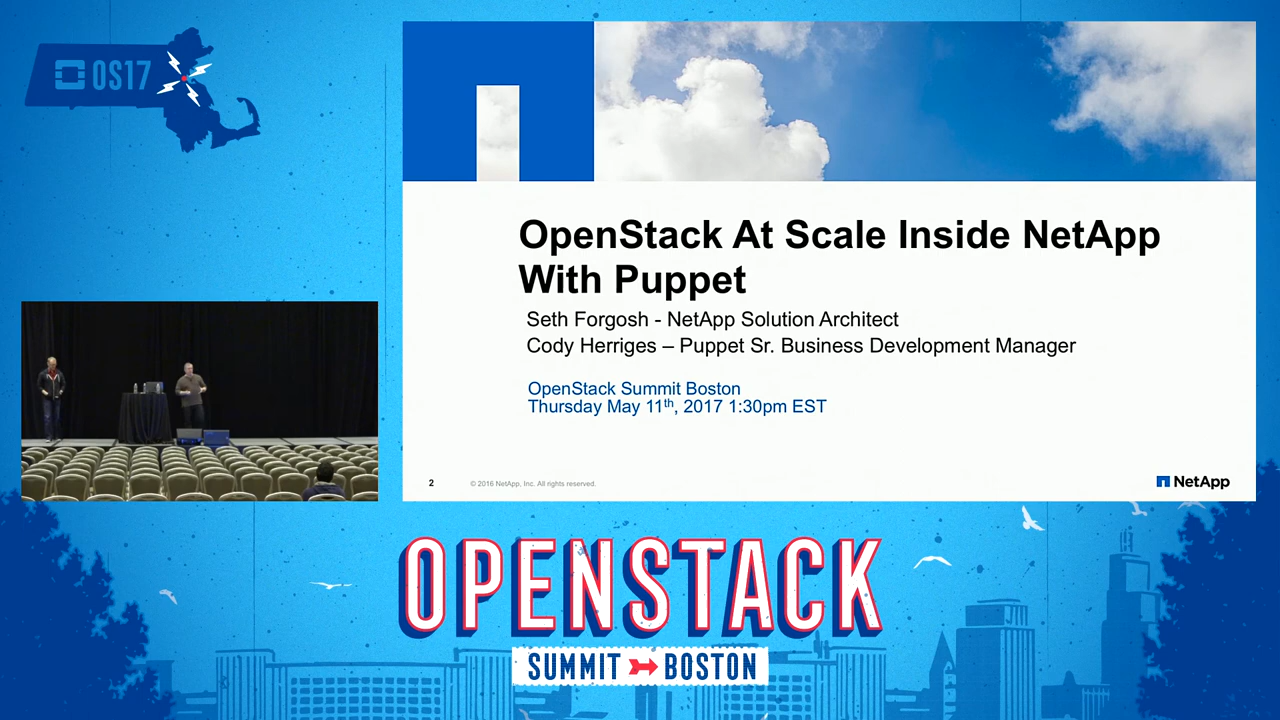 OS17
OpenStack At Scale Inside NetApp
With Puppet
Seth Forgosh - NetApp Solution Architect
Cody Herriges – Puppet Sr. Business Development Manager
OpenStack Summit Boston
Thursday May 11th, 2017 1:30pm EST
2
© 2016 NetApp, Inc. All rights reserved.
NetApp
OPENSTACK
SUMMIT BOSTON